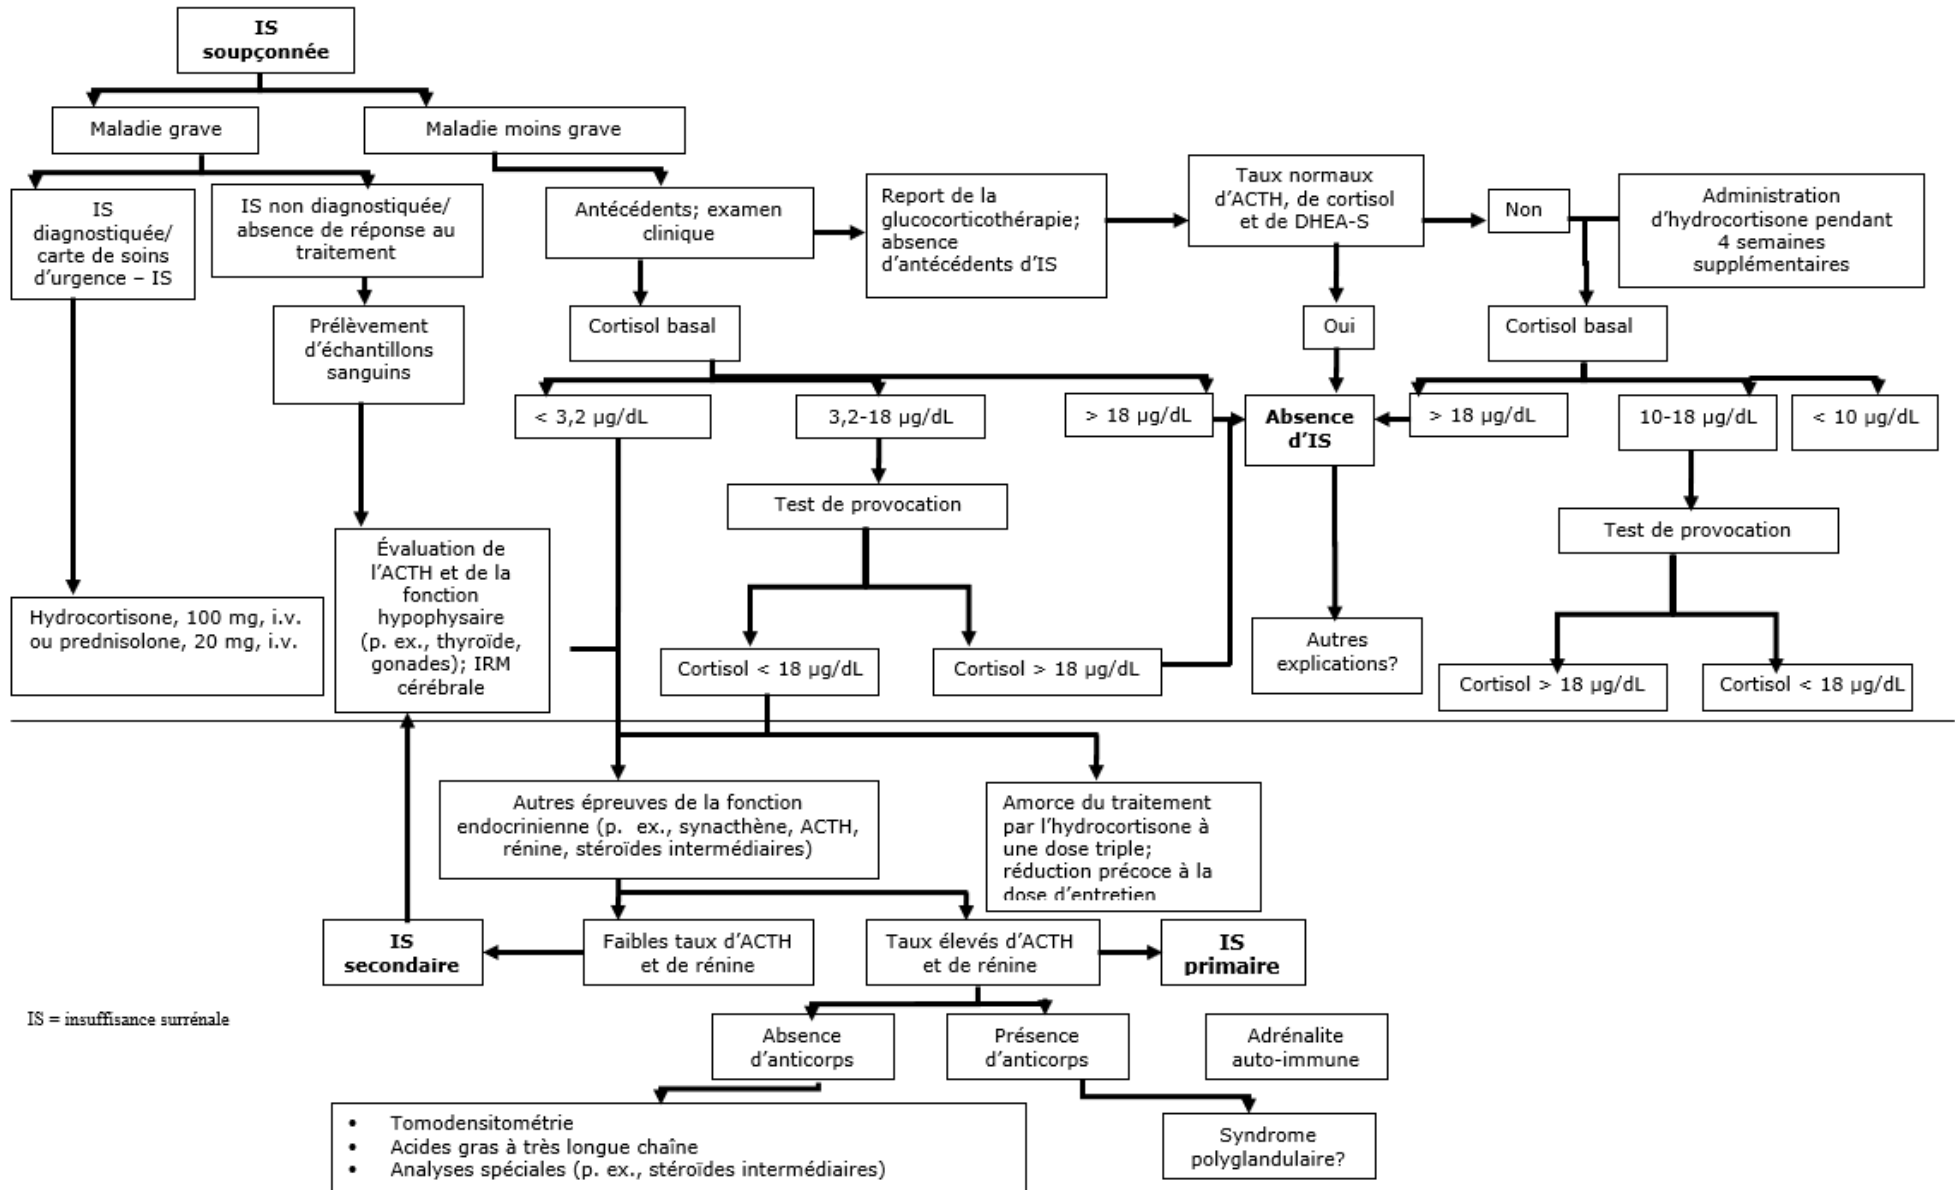 IS
soupçonnée
Maladie grave
Maladie moins grave
IS
diagnostiquée/
carte de soins
d'urgence – IS
IS non diagnostiquée/
absence de réponse au
traitement
Antécédents; examen
clinique
Report de la
glucocorticothérapie;
absence
d'antécédents d'IS
Taux normaux
d'ACTH, de cortisol
et de DHEA-S
Non
Administration
d'hydrocortisone pendant
4 semaines
supplémentaires
Prélèvement
d'échantillons
sanguins
Cortisol basal
Oui
Cortisol basal
< 3,2 µg/dL
3,2-18 µg/dL
> 18 µg/dL
Absence
d'IS
> 18 µg/dL
10-18 µg/dL
< 10 µg/dL
Test de provocation
Test de provocation
Évaluation de
l'ACTH et de la
fonction
hypophysaire
(p. ex., thyroïde,
gonades); IRM
cérébrale
Hydrocortisone, 100 mg, i.v.
ou prednisolone, 20 mg, i.v.
Cortisol < 18 µg/dL
Cortisol > 18 µg/dL
Autres
explications?
Cortisol > 18 µg/dL
Cortisol < 18 µg/dL
Autres épreuves de la fonction
endocrinienne (p. ex., synacthène, ACTH,
rénine, stéroïdes intermédiaires)
Amorce du traitement
par l'hydrocortisone à
une dose triple;
réduction précoce à la
dose d'entretien
IS
secondaire
Faibles taux d'ACTH
et de rénine
Taux élevés d'ACTH
et de rénine
IS
primaire
IS = insuffisance surrénale
Absence
d'anticorps
Présence
d'anticorps
Adrénalite
auto-immune
• Tomodensitométrie
• Acides gras à très longue chaîne
• Analyses spéciales (p. ex., stéroïdes intermédiaires)
Syndrome
polyglandulaire?